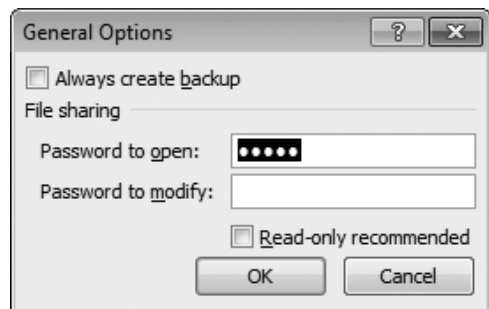 General Options
Always create backup
File sharing
Password to open: •••••
Password to modify:
Read-only recommended
OK Cancel